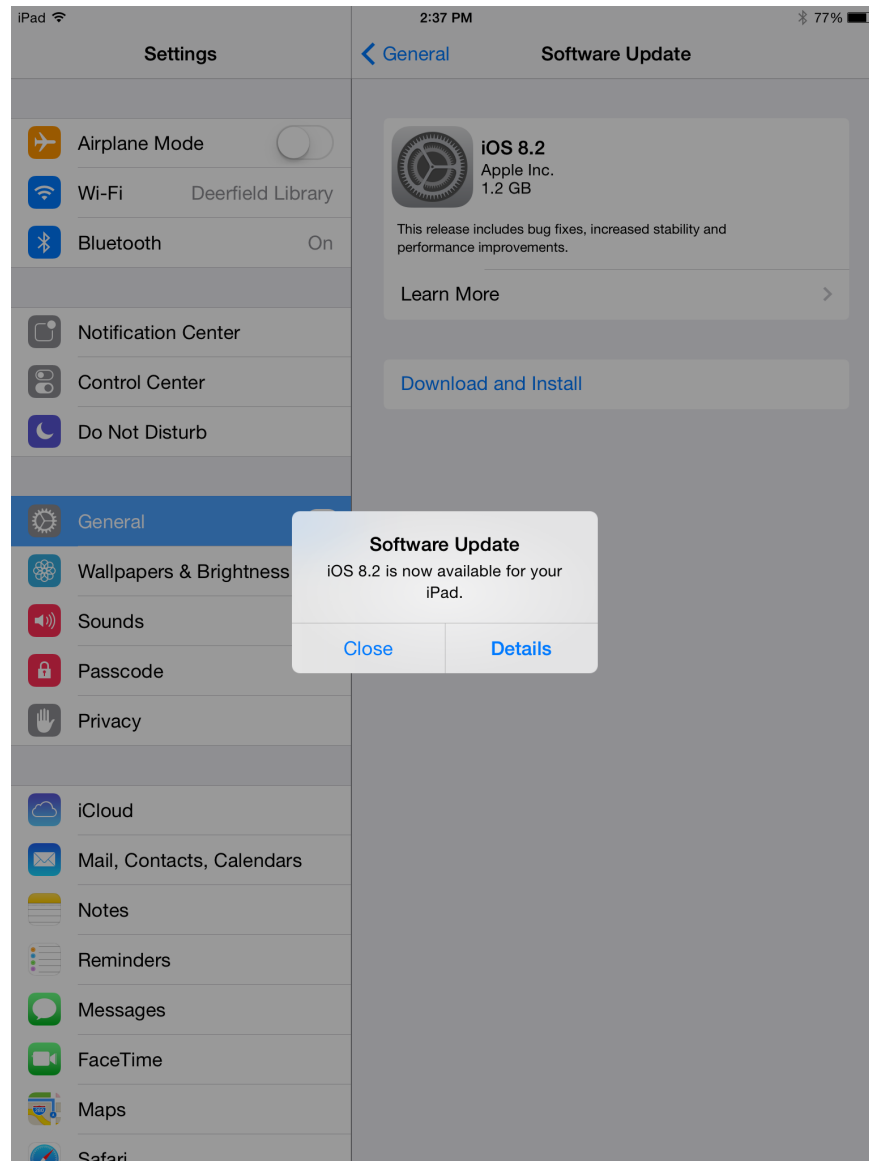 iPad 2:37 PM 77%
Settings
General Software Update
Airplane Mode
Wi-Fi Deerfield Library
Bluetooth On
Notification Center
Control Center
Do Not Disturb
General
Wallpapers & Brightness
Sounds
Passcode
Privacy
iCloud
Mail, Contacts, Calendars
Notes
Reminders
Messages
FaceTime
Maps
Safari
iOS 8.2
Apple Inc.
1.2 GB
This release includes bug fixes, increased stability and
performance improvements.
Learn More
Download and Install
Software Update
iOS 8.2 is now available for your
iPad.
Close Details